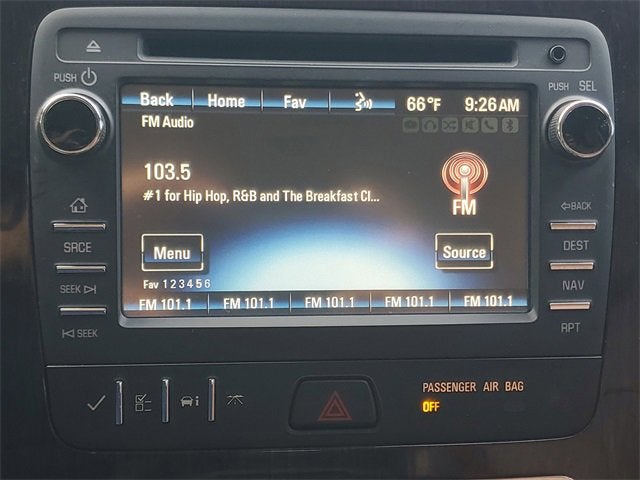 PUSH
PUSH SEL
Back Home Fav 66°F 9:26 AM
FM Audio
103.5
#1 for Hip Hop, R&B and The Breakfast Cl...
FM
BACK
SRCE
DEST
Menu
Source
SEEK
NAV
Fav 1 2 3 4 5 6
FM 101.1 FM 101.1 FM 101.1 FM 101.1 FM 101.1
SEEK
RPT
PASSENGER AIR BAG
OFF
i